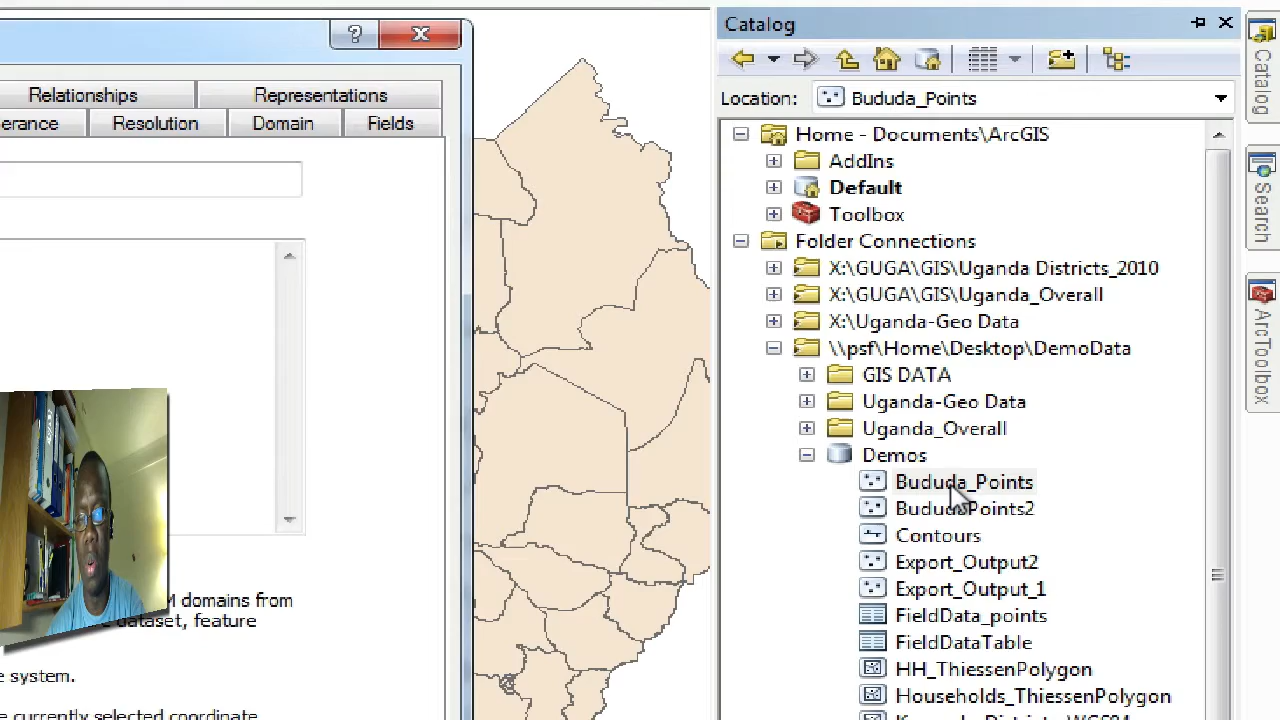 ?
Relationships
Representations
erance
Resolution
Domain
Fields
M domains from
dataset, feature
e system.
e currently selected coordinate
Catalog
Location:
Bududa_Points
Home - Documents\ArcGIS
AddIns
Default
Toolbox
Folder Connections
X:\GUGA\GIS\Uganda Districts_2010
X:\GUGA\GIS\Uganda_Overall
X:\Uganda-Geo Data
\\psf\Home\Desktop\DemoData
GIS DATA
Uganda-Geo Data
Uganda_Overall
Demos
Bududa_Points
Bududa_Points2
Contours
Export_Output2
Export_Output_1
FieldData_points
FieldDataTable
HH_ThiessenPolygon
Households_ThiessenPolygon
Catalog
Search
ArcToolbox